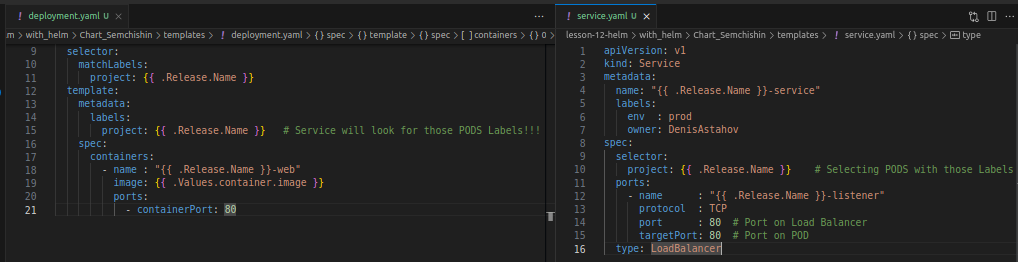 deployment.yaml U ×
...
m > with_helm > Chart_Semchishin > templates > ! deployment.yaml > {} spec > {} template > {} spec > [ ] containers > {} 0 >
9 selector:
10 matchLabels:
11 project: {{ .Release.Name }}
12 template:
13 metadata:
14 labels:
15 project: {{ .Release.Name }} # Service will look for those PODS Labels!!!
16 spec:
17 containers:
18 - name : "{{ .Release.Name }}-web"
19 image: {{ .Values.container.image }}
20 ports:
21 - containerPort: 80
! service.yaml U ×
...
lesson-12-helm > with_helm > Chart_Semchishin > templates > ! service.yaml > {} spec > abc type
1 apiVersion: v1
2 kind: Service
3 metadata:
4 name: "{{ .Release.Name }}-service"
5 labels:
6 env : prod
7 owner: DenisAstahov
8 spec:
9 selector:
10 project: {{ .Release.Name }} # Selecting PODS with those Labels
11 ports:
12 - name : "{{ .Release.Name }}-listener"
13 protocol : TCP
14 port : 80 # Port on Load Balancer
15 targetPort: 80 # Port on POD
16 type: LoadBalancer